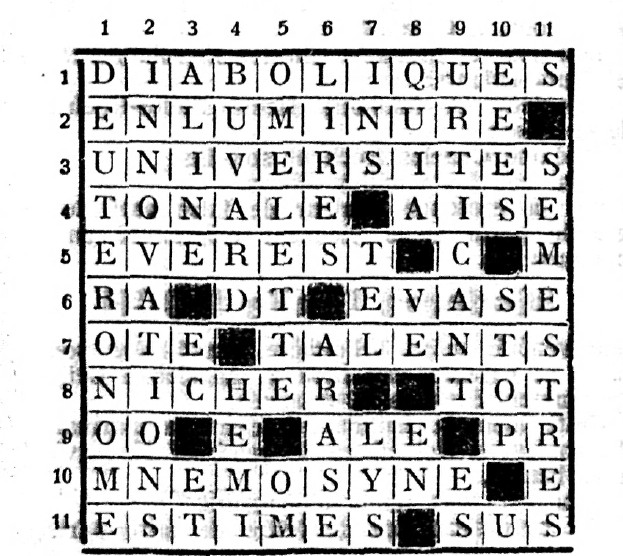 1 2 3 4 5 6 7 8 9 10 11
1 D I A B O L I Q U E S
2 E N L U M I N U R E
3 U N I V E R S I T E S
4 T O N A L E A I S E
5 E V E R E S T C M
6 R A D T E V A S E
7 O T E T A L E N T S
8 N I C H E R T O T
9 O O E A L E P R
10 M N E M O S Y N E E
11 E S T I M E S S U S